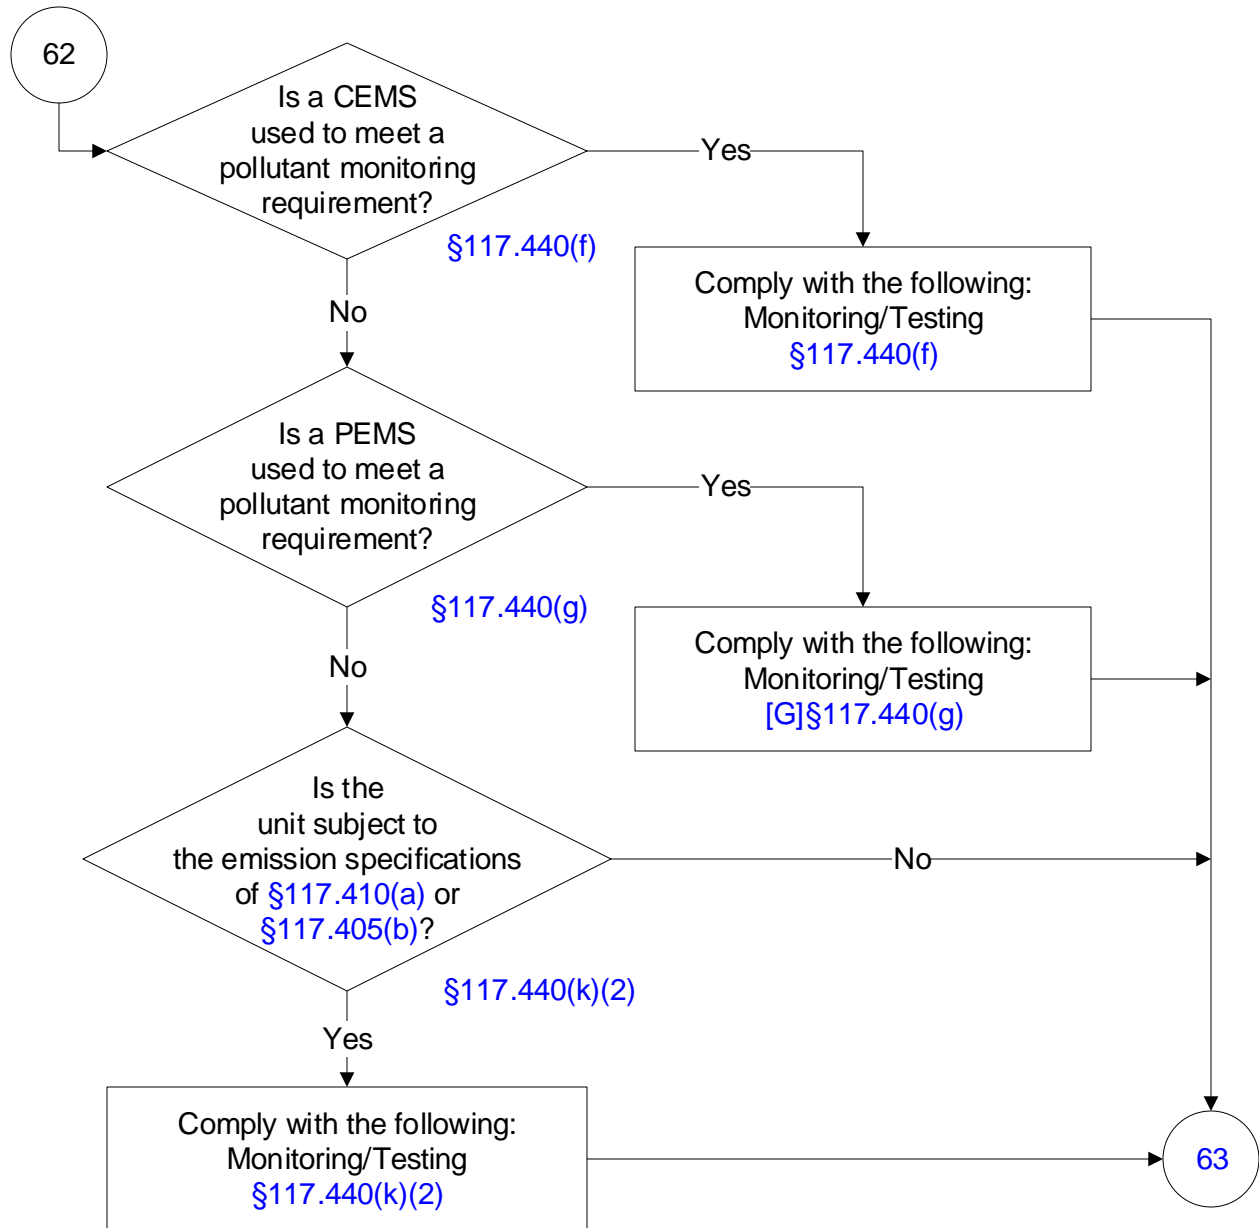 62
Is a CEMS
used to meet a
pollutant monitoring
requirement?
Yes
§117.440(f)
No
Comply with the following:
Monitoring/Testing
§117.440(f)
Is a PEMS
used to meet a
pollutant monitoring
requirement?
Yes
§117.440(g)
No
Comply with the following:
Monitoring/Testing
[G]§117.440(g)
Is the
unit subject to
the emission specifications
of §117.410(a) or
§117.405(b)?
No
§117.440(k)(2)
Yes
Comply with the following:
Monitoring/Testing
§117.440(k)(2)
63